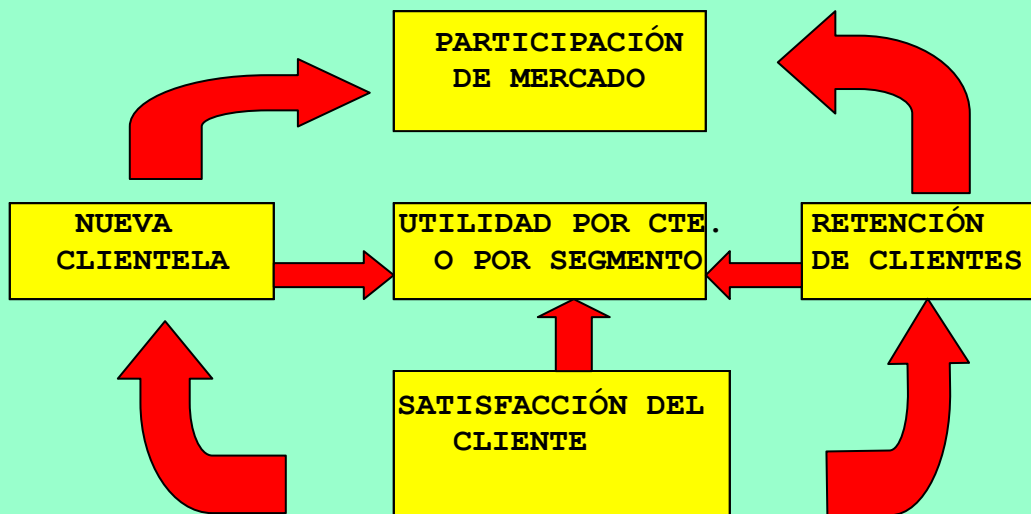 PARTICIPACIÓN
DE MERCADO
NUEVA
CLIENTELA
UTILIDAD POR CTE.
O POR SEGMENTO
RETENCIÓN
DE CLIENTES
SATISFACCIÓN DEL
CLIENTE